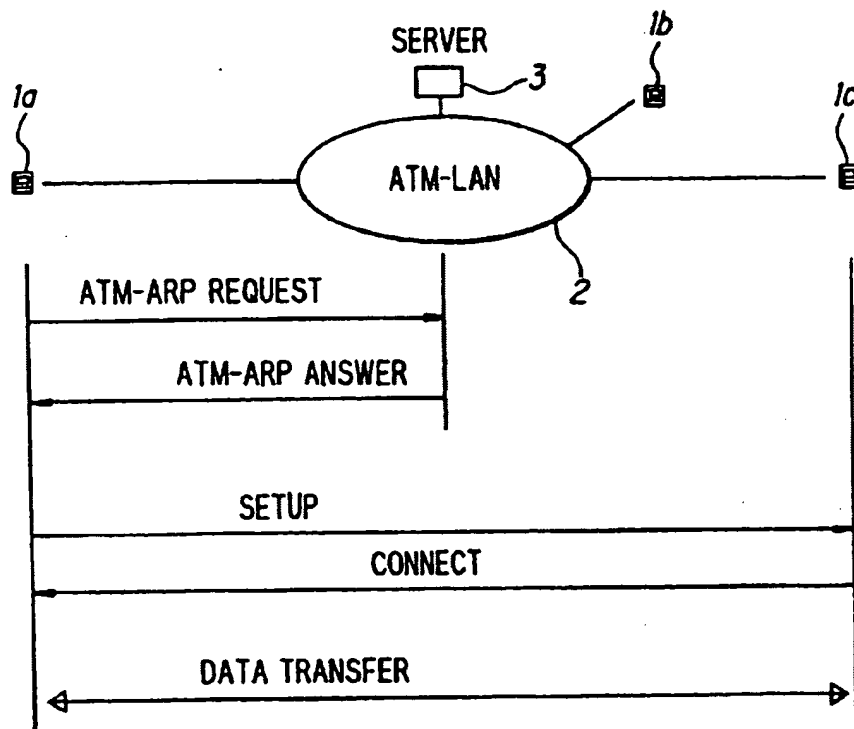 SERVER
1b
3
1a
1c
ATM-LAN
2
ATM-ARP REQUEST
ATM-ARP ANSWER
SETUP
CONNECT
DATA TRANSFER